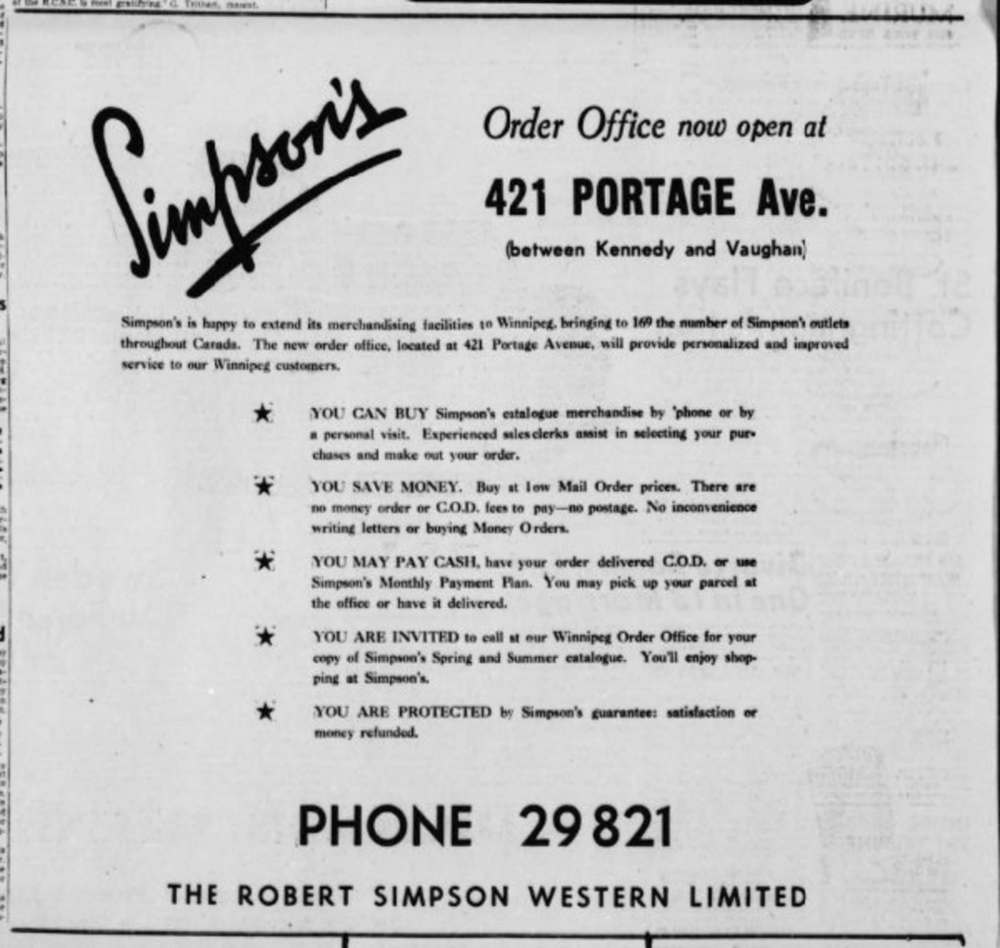 Simpson's
Order Office now open at
421 PORTAGE Ave.
(between Kennedy and Vaughan)
Simpson's is happy to extend its merchandising facilities to Winnipeg, bringing to 169 the number of Simpson's outlets
throughout Canada. The new order office, located at 421 Portage Avenue, will provide personalized and improved
service to our Winnipeg customers.
★ YOU CAN BUY Simpson's catalogue merchandise by 'phone or by
a personal visit. Experienced salesclerks assist in selecting your pur-
chases and make out your order.
★ YOU SAVE MONEY. Buy at low Mail Order prices. There are
no money order or C.O.D. fees to pay—no postage. No inconvenience
writing letters or buying Money Orders.
★ YOU MAY PAY CASH, have your order delivered C.O.D. or use
Simpson's Monthly Payment Plan. You may pick up your parcel at
the office or have it delivered.
★ YOU ARE INVITED to call at our Winnipeg Order Office for your
copy of Simpson's Spring and Summer catalogue. You'll enjoy shop-
ping at Simpson's.
★ YOU ARE PROTECTED by Simpson's guarantee: satisfaction or
money refunded.
PHONE 29 821
THE ROBERT SIMPSON WESTERN LIMITED